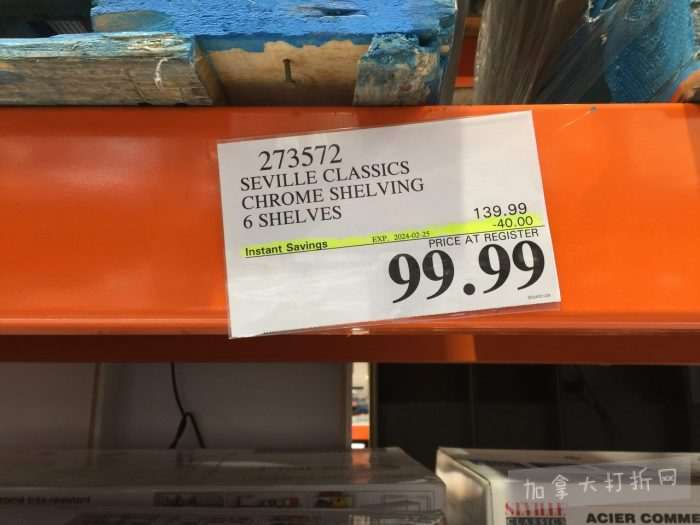 273572
SEVILLE CLASSICS
CHROME SHELVING
6 SHELVES
139.99
Instant Savings EXP. 2024-02-25 -40.00
PRICE AT REGISTER
99.99
加拿大打折网
SEVILLE
CLASSICS
ACIER COMME